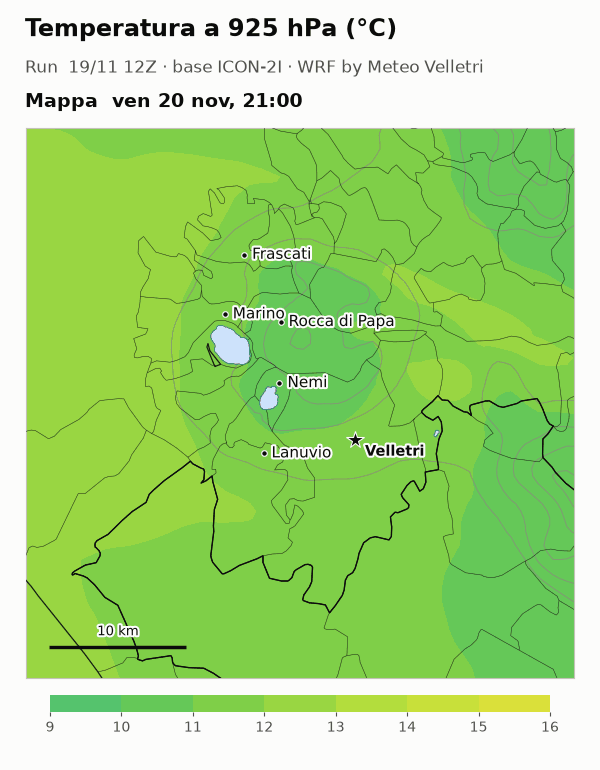 Temperatura a 925 hPa (°C)
Run  19/11 12Z · base ICON-2I · WRF by Meteo Velletri
Mappa  ven 20 nov, 21:00
Frascati
Marino
Rocca di Papa
Nemi
Velletri
Lanuvio
10 km
9 10 11 12 13 14 15 16